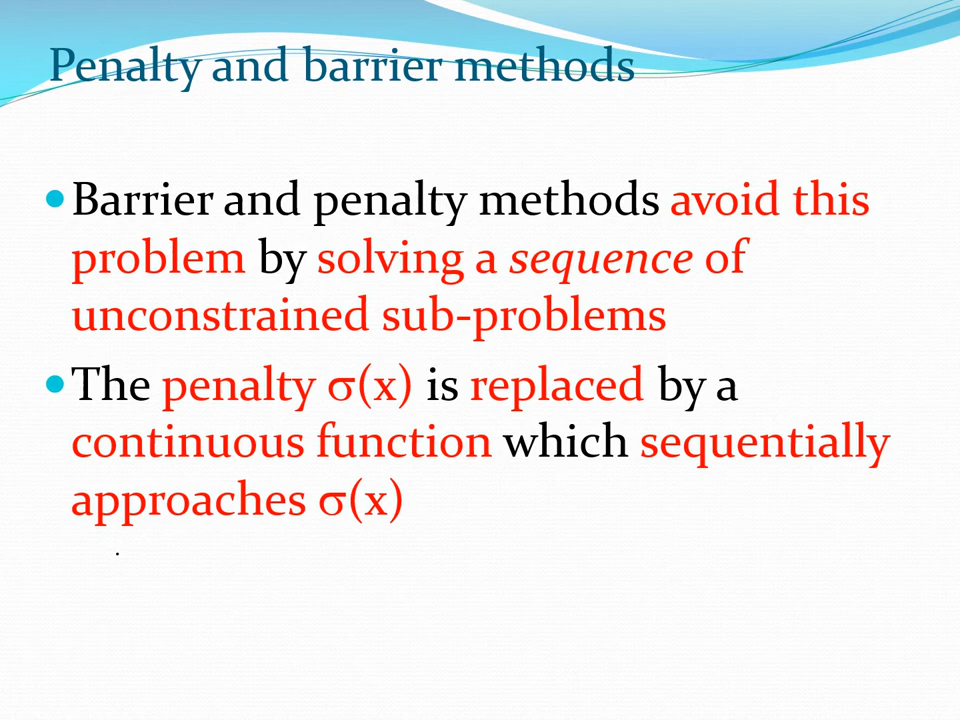 Penalty and barrier methods
•Barrier and penalty methods avoid this
problem by solving a sequence of
unconstrained sub-problems
•The penalty σ(x) is replaced by a
continuous function which sequentially
approaches σ(x)
.